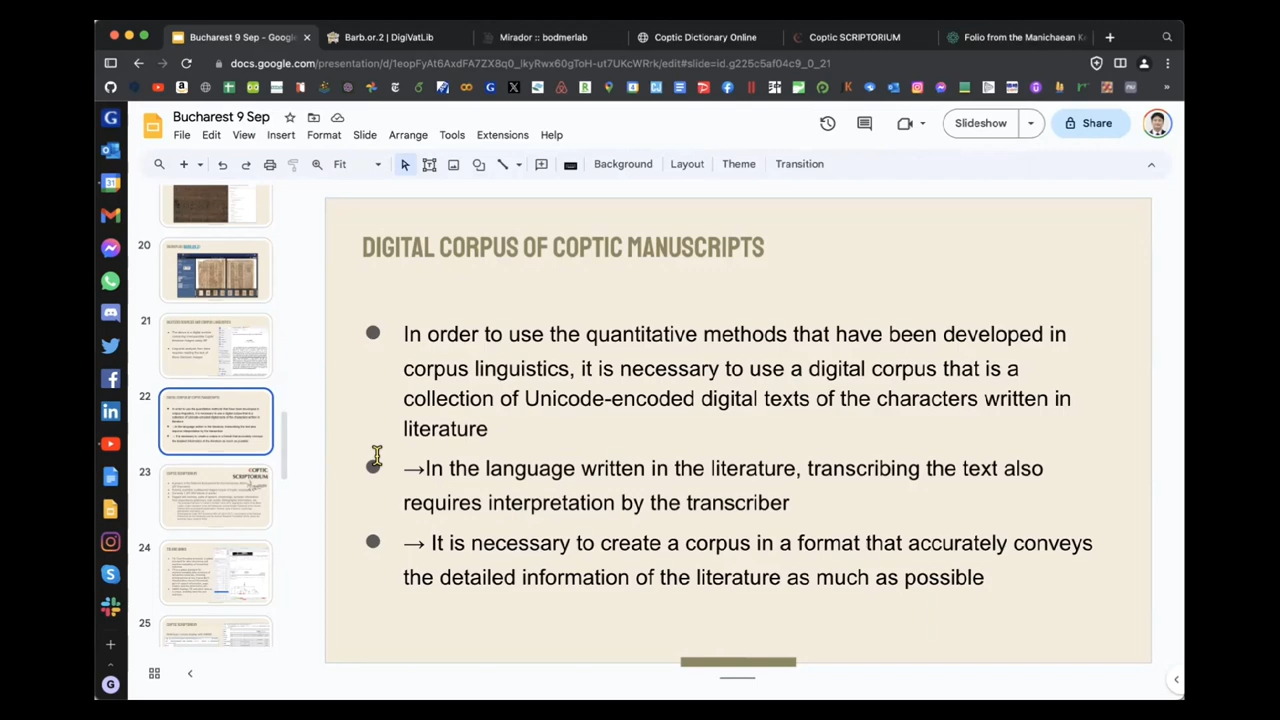 Bucharest 9 Sep - Google
Barb.or.2 | DigiVatLib
Mirador :: bodmerlab
Coptic Dictionary Online
Coptic SCRIPTORIUM
Folio from the Manichaean K
docs.google.com/presentation/d/1eopFyAt6AxdFA7ZX8q0_lkyRwx60gToH-ut7UKcWRrk/edit#slide=id.g225c5af04c9_0_21
Bucharest 9 Sep
File Edit View Insert Format Slide Arrange Tools Extensions Help
Slideshow
Share
Fit
Background Layout Theme Transition
20
21
22
23
COPTIC
SCRIPTORIUM
24
25
DIGITAL CORPUS OF COPTIC MANUSCRIPTS
In order to use the quantitative methods that have been developed in
corpus linguistics, it is necessary to use a digital corpus that is a
collection of Unicode-encoded digital texts of the characters written in
literature
→In the language written in the literature, transcribing the text also
requires interpretation by the transcriber
→ It is necessary to create a corpus in a format that accurately conveys
the detailed information of the literature as much as possible